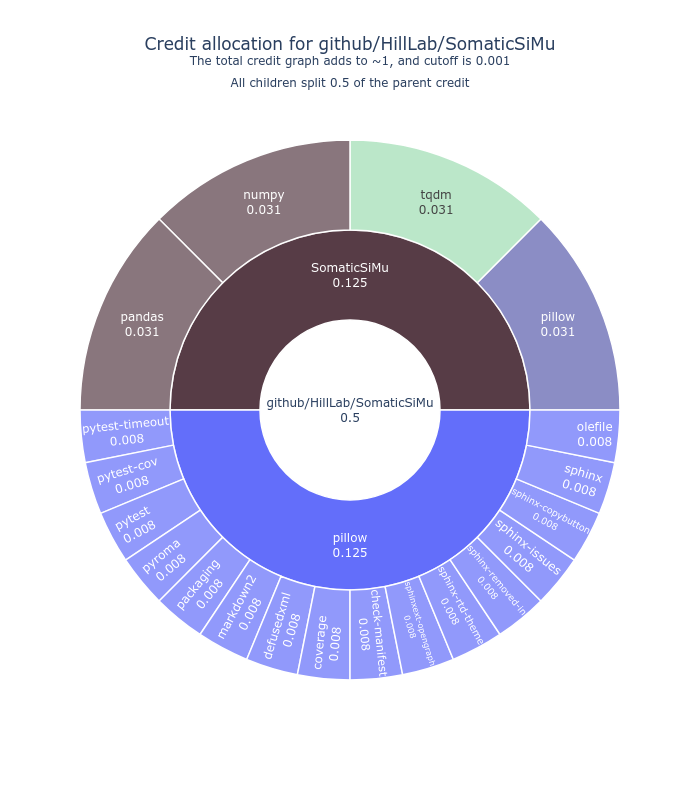 Credit allocation for github/HillLab/SomaticSiMu
The total credit graph adds to ~1, and cutoff is 0.001
All children split 0.5 of the parent credit
numpy
0.031
tqdm
0.031
pandas
0.031
SomaticSiMu
0.125
pillow
0.031
github/HillLab/SomaticSiMu
0.5
pillow
0.125
pytest-timeout
0.008
pytest-cov
0.008
pytest
0.008
pyroma
0.008
packaging
0.008
markdown2
0.008
defusedxml
0.008
coverage
0.008
check-manifest
0.008
sphinxext-opengraph
0.008
sphinx-rtd-theme
0.008
sphinx-removed-in
0.008
sphinx-issues
0.008
sphinx-copybutton
0.008
sphinx
0.008
olefile
0.008